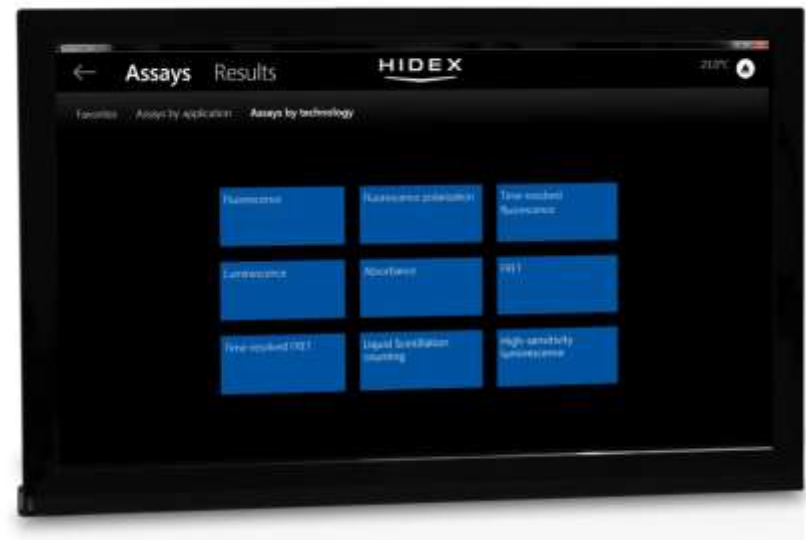 Assays Results
HIDEX
Favorites Assays by application Assays by technology
Fluorescence
Fluorescence polarization
Time-resolved
fluorescence
Luminescence
Absorbance
FRET
Time-resolved FRET
Liquid Scintillation
counting
High-sensitivity
luminescence